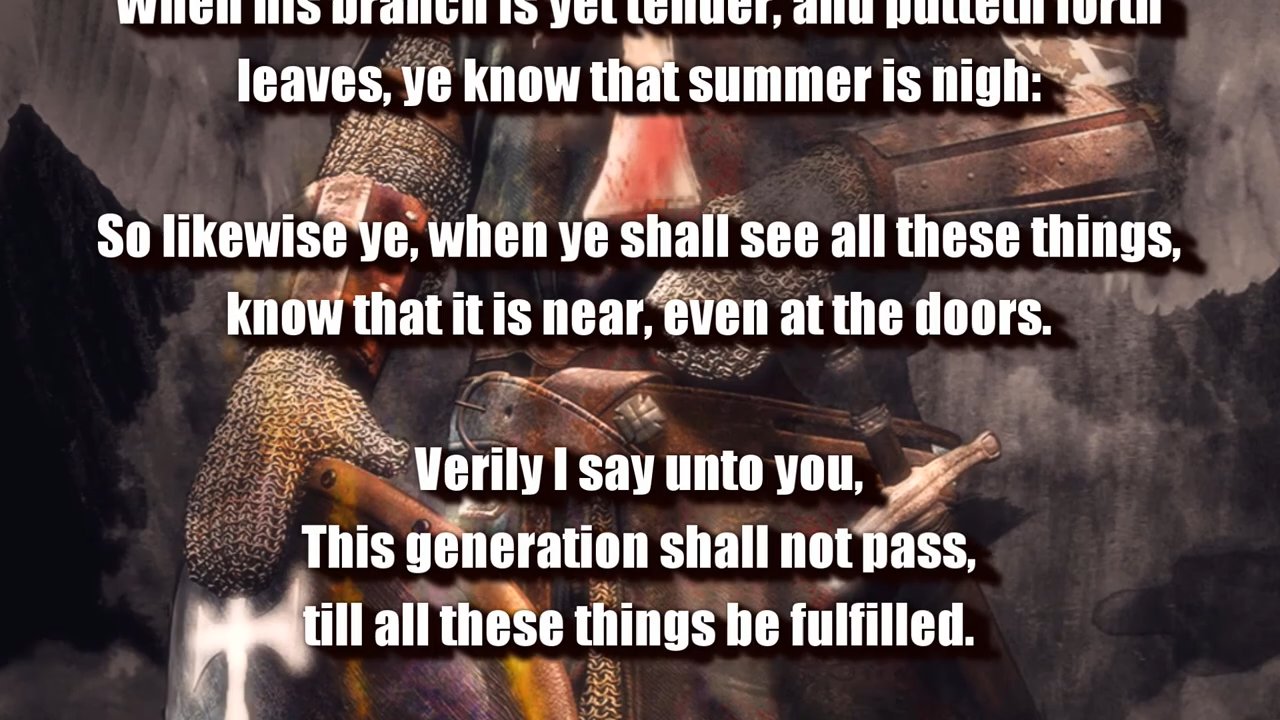 When his branch is yet tender, and putteth forth
leaves, ye know that summer is nigh:
So likewise ye, when ye shall see all these things,
know that it is near, even at the doors.
Verily I say unto you,
This generation shall not pass,
till all these things be fulfilled.